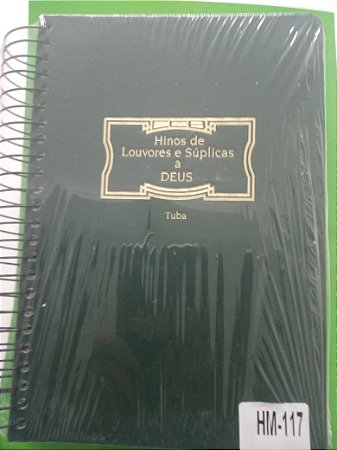 Hinos de
Louvores e Súplicas
a
DEUS
Tuba
HM-117